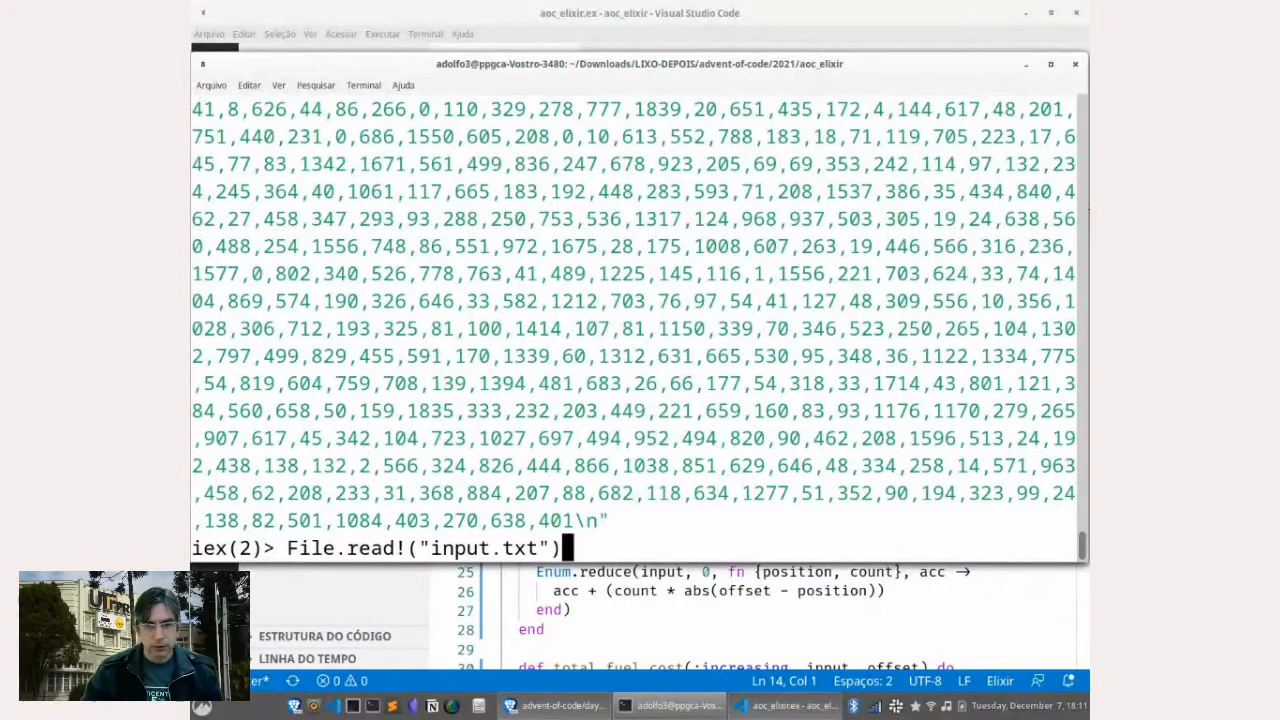 aoc_elixir.ex - aoc_elixir - Visual Studio Code
Arquivo Editar Seleção Ver Acessar Executar Terminal Ajuda
adolfo3@ppgca-Vostro-3480: ~/Downloads/LIXO-DEPOIS/advent-of-code/2021/aoc_elixir
Arquivo Editar Ver Pesquisar Terminal Ajuda
41,8,626,44,86,266,0,110,329,278,777,1839,20,651,435,172,4,144,617,48,201,
751,440,231,0,686,1550,605,208,0,10,613,552,788,183,18,71,119,705,223,17,6
45,77,83,1342,1671,561,499,836,247,678,923,205,69,69,353,242,114,97,132,23
4,245,364,40,1061,117,665,183,192,448,283,593,71,208,1537,386,35,434,840,4
62,27,458,347,293,93,288,250,753,536,1317,124,968,937,503,305,19,24,638,56
0,488,254,1556,748,86,551,972,1675,28,175,1008,607,263,19,446,566,316,236,
1577,0,802,340,526,778,763,41,489,1225,145,116,1,1556,221,703,624,33,74,14
04,869,574,190,326,646,33,582,1212,703,76,97,54,41,127,48,309,556,10,356,1
028,306,712,193,325,81,100,1414,107,81,1150,339,70,346,523,250,265,104,130
2,797,499,829,455,591,170,1339,60,1312,631,665,530,95,348,36,1122,1334,775
,54,819,604,759,708,139,1394,481,683,26,66,177,54,318,33,1714,43,801,121,3
84,560,658,50,159,1835,333,232,203,449,221,659,160,83,93,1176,1170,279,265
,907,617,45,342,104,723,1027,697,494,952,494,820,90,462,208,1596,513,24,19
2,438,138,132,2,566,324,826,444,866,1038,851,629,646,48,334,258,14,571,963
,458,62,208,233,31,368,884,207,88,682,118,634,1277,51,352,90,194,323,99,24
,138,82,501,1084,403,270,638,401\n"
iex(2)> File.read!("input.txt")
25 Enum.reduce(input, 0, fn {position, count}, acc →
26 acc + (count * abs(offset - position))
27 end)
28 end
29
ESTRUTURA DO CÓDIGO
LINHA DO TEMPO
30 def total_fuel_cost(:increasing, input, offset) do
er* 0 0 Ln 14, Col 1 Espaços: 2 UTF-8 LF Elixir
advent-of-code/day... adolfo3@ppgca-Vos... aoc_elixir.ex - aoc_el... Tuesday, December 7, 18:11